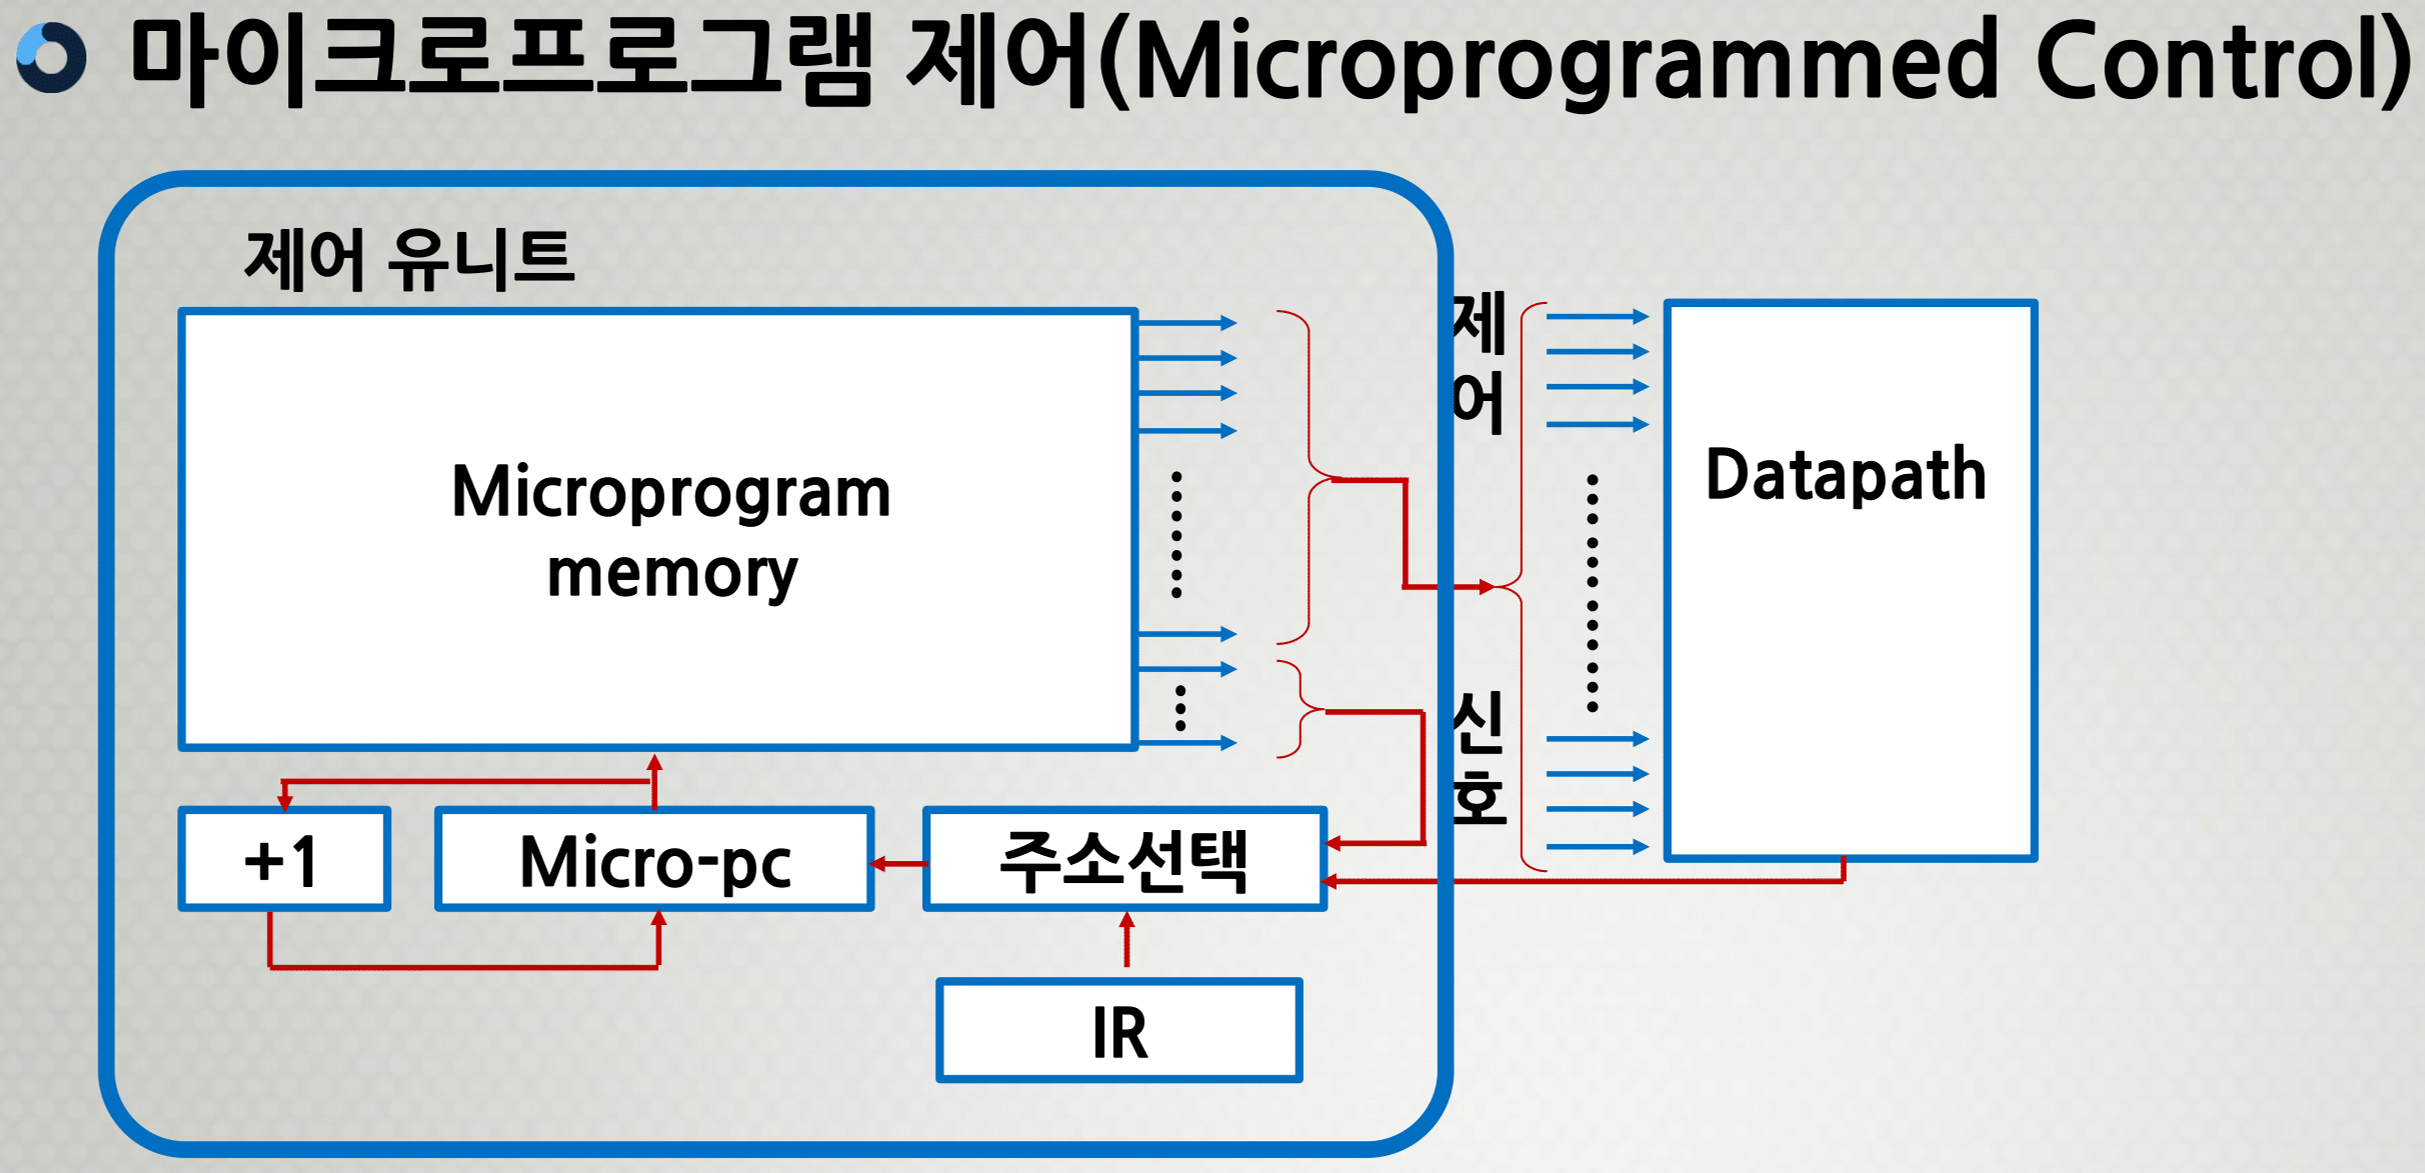 마이크로프로그램 제어(Microprogrammed Control)
제어 유니트
Microprogram
memory
제
어
신
호
Datapath
+1
Micro-pc
주소선택
IR